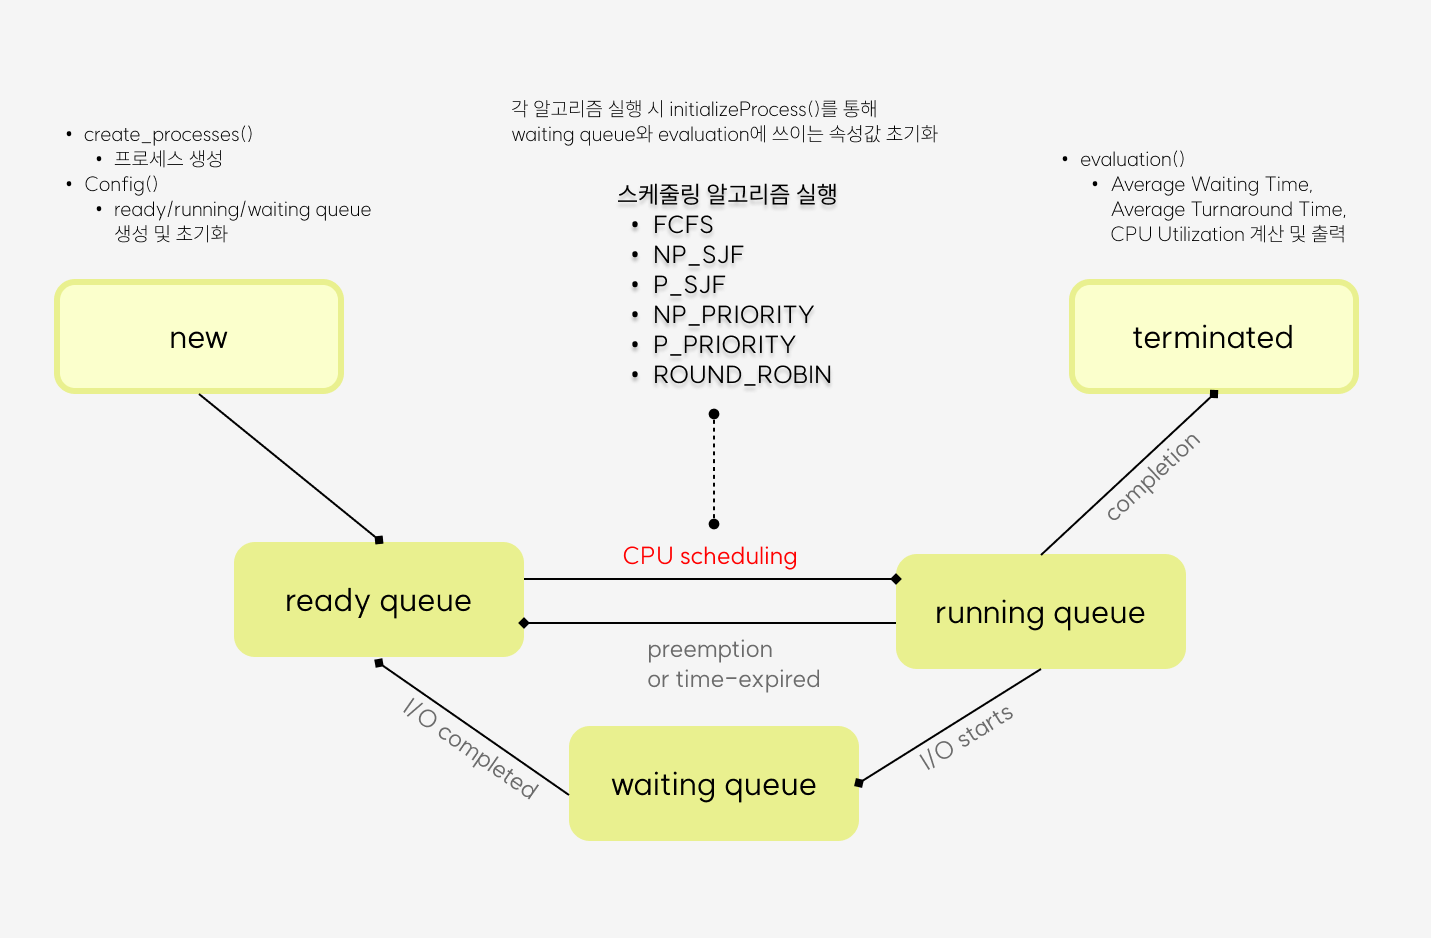 각 알고리즘 실행 시 initializeProcess()를 통해
waiting queue와 evaluation에 쓰이는 속성값 초기화
• create_processes()
• 프로세스 생성
• Config()
• ready/running/waiting queue
생성 및 초기화
스케줄링 알고리즘 실행
• FCFS
• NP_SJF
• P_SJF
• NP_PRIORITY
• P_PRIORITY
• ROUND_ROBIN
• evaluation()
• Average Waiting Time,
Average Turnaround Time,
CPU Utilization 계산 및 출력
new
terminated
completion
CPU scheduling
ready queue
running queue
preemption
or time-expired
I/O completed
I/O starts
waiting queue